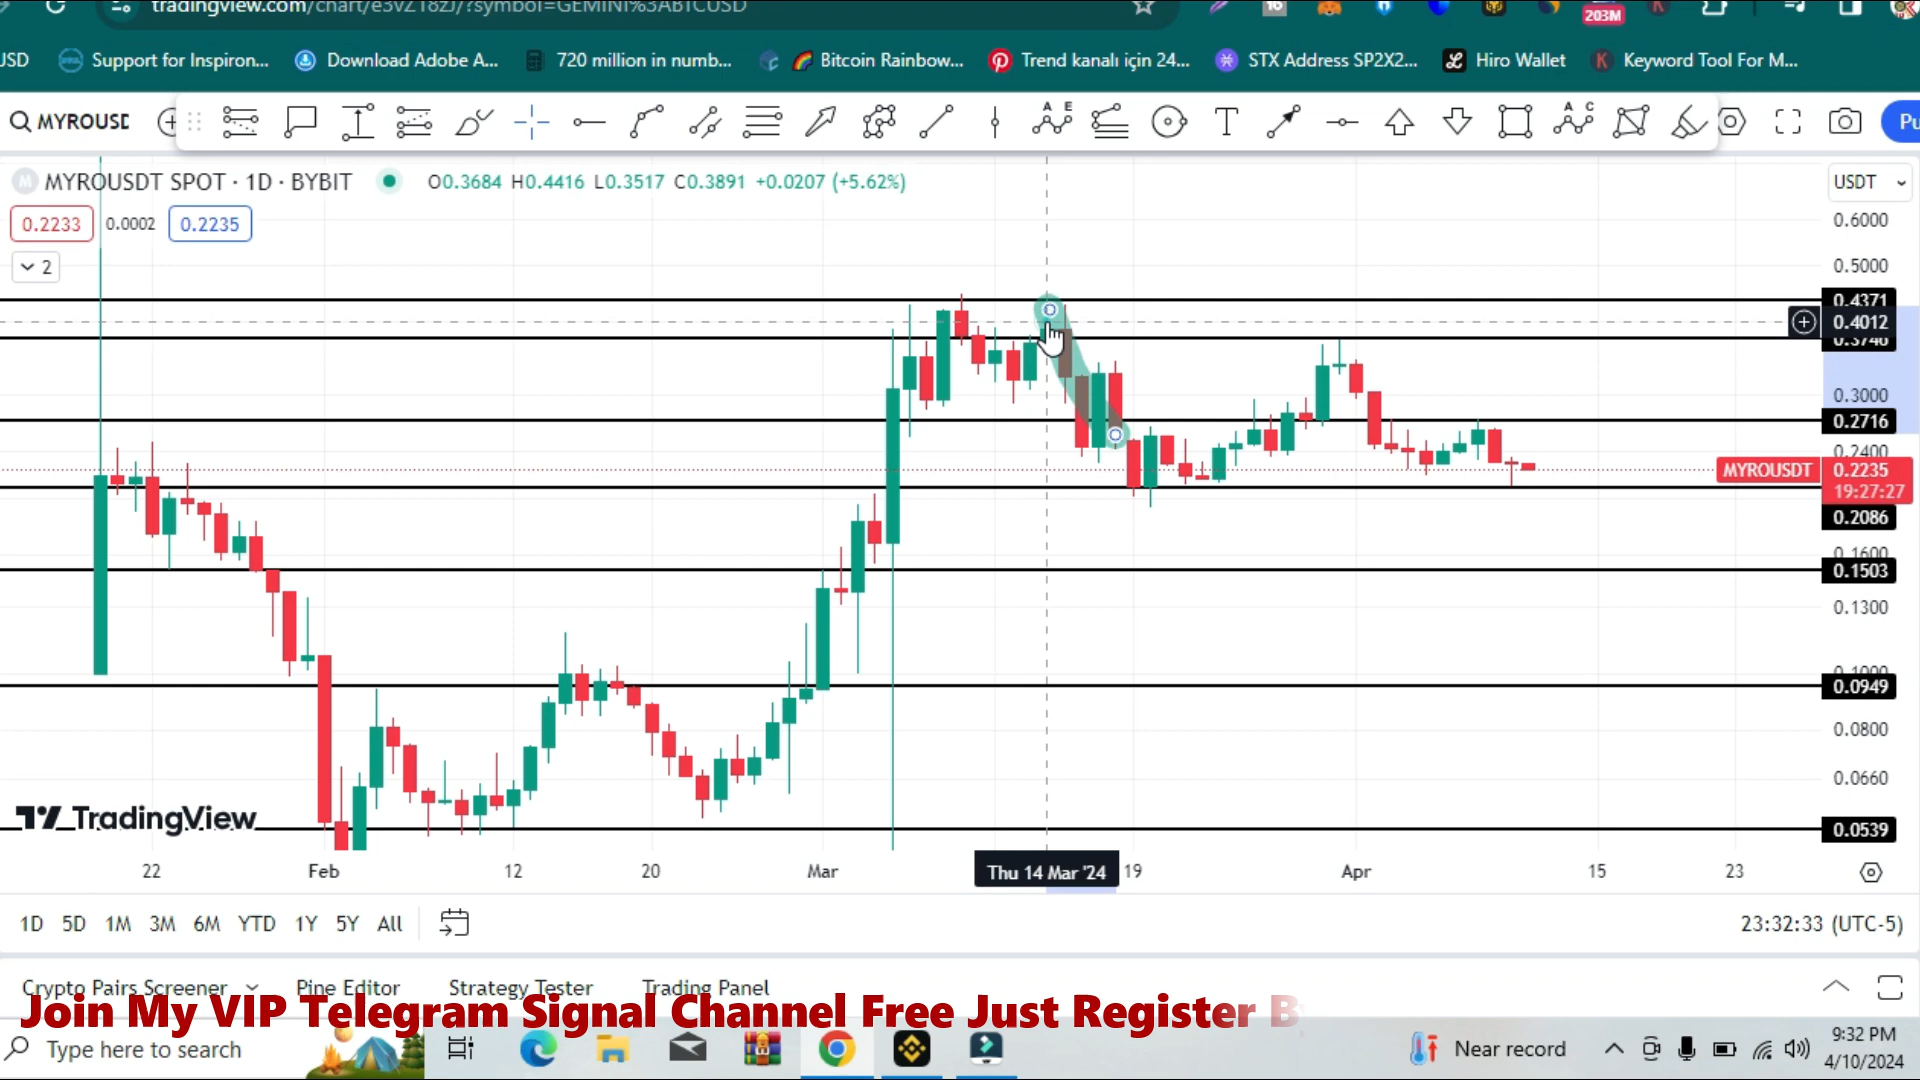 tradingview.com/chart/e3vZ18zJ/?symbol=GEMINI%3ABTCUSD
203M
JSD
Support for Inspiron...
Download Adobe A...
720 million in numb...
Bitcoin Rainbow...
Trend kanalı için 24...
STX Address SP2X2...
Hiro Wallet
Keyword Tool For M...
MYROUSD
Pu
MYROUSDT SPOT · 1D · BYBIT
O0.3684 H0.4416 L0.3517 C0.3891 +0.0207 (+5.62%)
USDT
0.2233 0.0002 0.2235
2
0.6000
0.5000
0.4371
0.4012
0.3746
0.3000
0.2716
0.2400
MYROUSDT 0.2235
19:27:27
0.2086
0.1600
0.1503
0.1300
0.1000
0.0949
0.0800
0.0660
0.0539
TradingView
22 Feb 12 20 Mar Thu 14 Mar '24 19 Apr 15 23
1D 5D 1M 3M 6M YTD 1Y 5Y All
23:32:33 (UTC-5)
Crypto Pairs Screener Pine Editor Strategy Tester Trading Panel
Join My VIP Telegram Signal Channel Free Just Register B
Type here to search
Near record
9:32 PM
4/10/2024